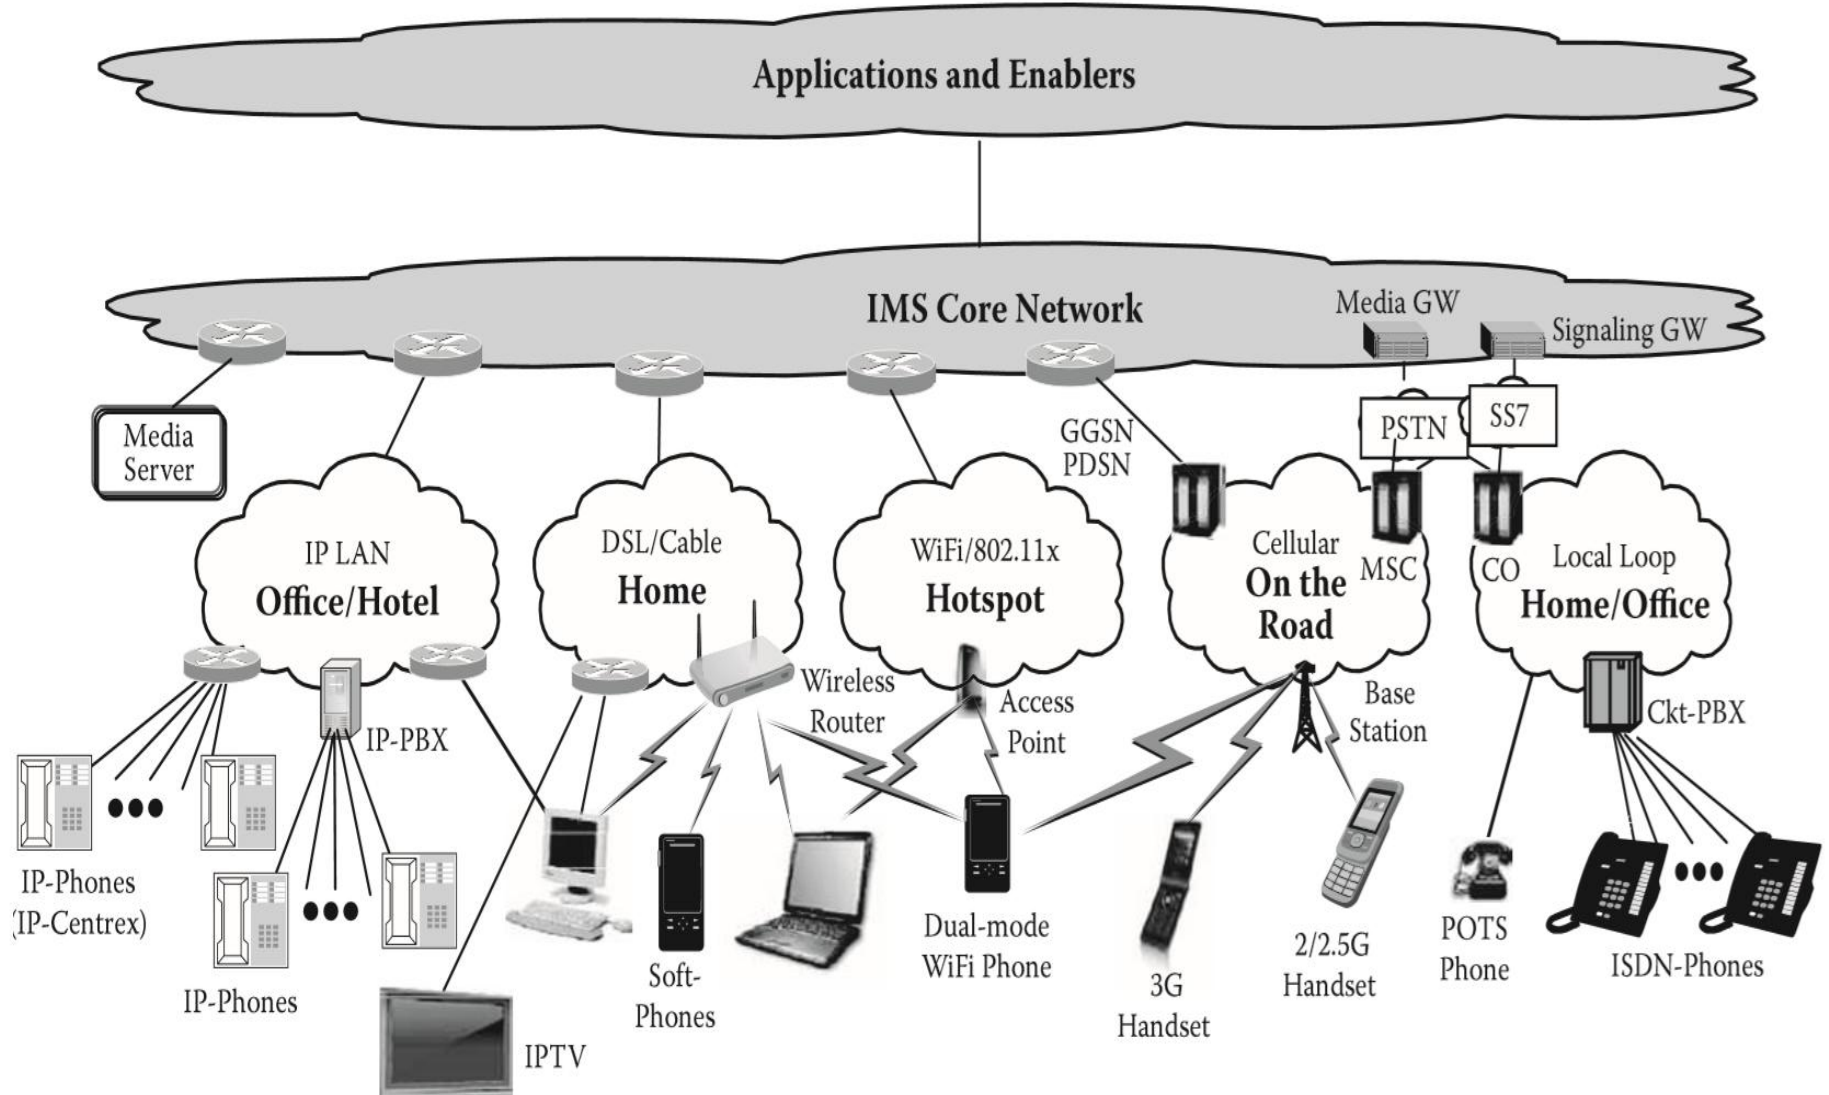 Applications and Enablers
IMS Core Network
Media GW
Signaling GW
Media
Server
GGSN
PDSN
PSTN
SS7
IP LAN
Office/Hotel
DSL/Cable
Home
WiFi/802.11x
Hotspot
Cellular
On the
Road
MSC
CO
Local Loop
Home/Office
IP-PBX
Wireless
Router
Access
Point
Base
Station
Ckt-PBX
IP-Phones
(IP-Centrex)
IP-Phones
IPTV
Soft-
Phones
Dual-mode
WiFi Phone
3G
Handset
2/2.5G
Handset
POTS
Phone
ISDN-Phones